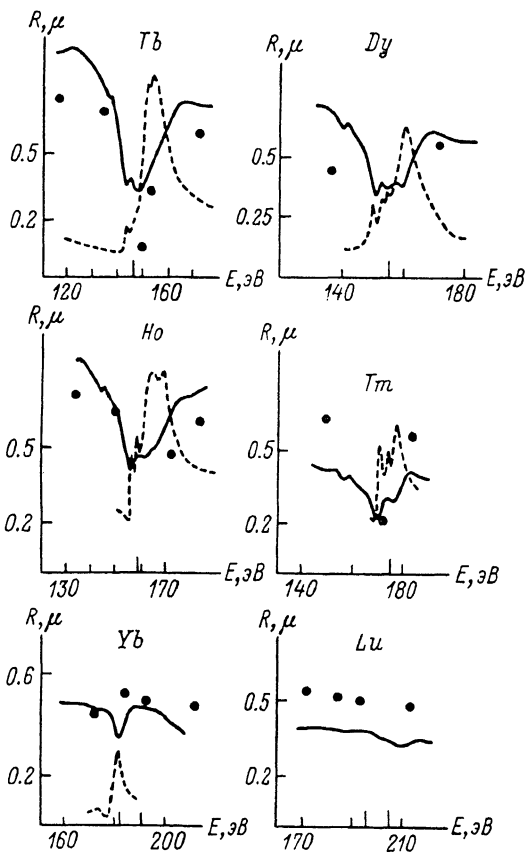 R,μ Tb
0.5
0.2
120 160 E,эВ
R,μ Dy
0.5
0.25
140 180 E,эВ
R,μ Ho
0.5
0.2
130 170 E,эВ
R,μ Tm
0.5
0.2
140 180 E,эВ
R,μ Yb
0.6
0.2
160 200 E,эВ
R,μ Lu
0.5
0.2
170 210 E,эВ